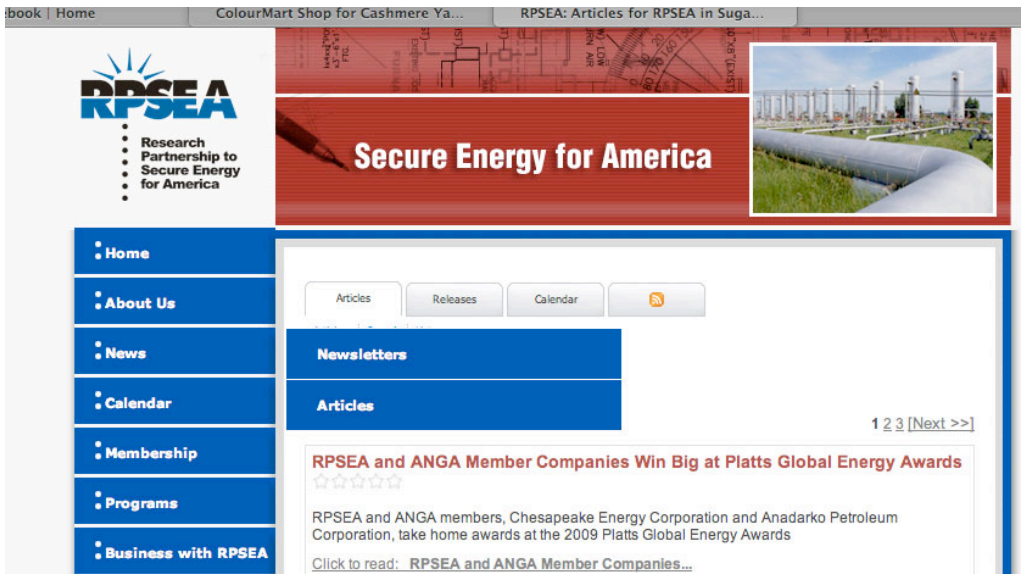 ebook | Home
ColourMart Shop for Cashmere Ya...
RPSEA: Articles for RPSEA in Suga...
RPSEA
Research
Partnership to
Secure Energy
for America
Secure Energy for America
Home
About Us
News
Calendar
Membership
Programs
Business with RPSEA
Articles
Releases
Calendar
Newsletters
Articles
1 2 3 [Next >>]
RPSEA and ANGA Member Companies Win Big at Platts Global Energy Awards
RPSEA and ANGA members, Chesapeake Energy Corporation and Anadarko Petroleum
Corporation, take home awards at the 2009 Platts Global Energy Awards
Click to read: RPSEA and ANGA Member Companies...